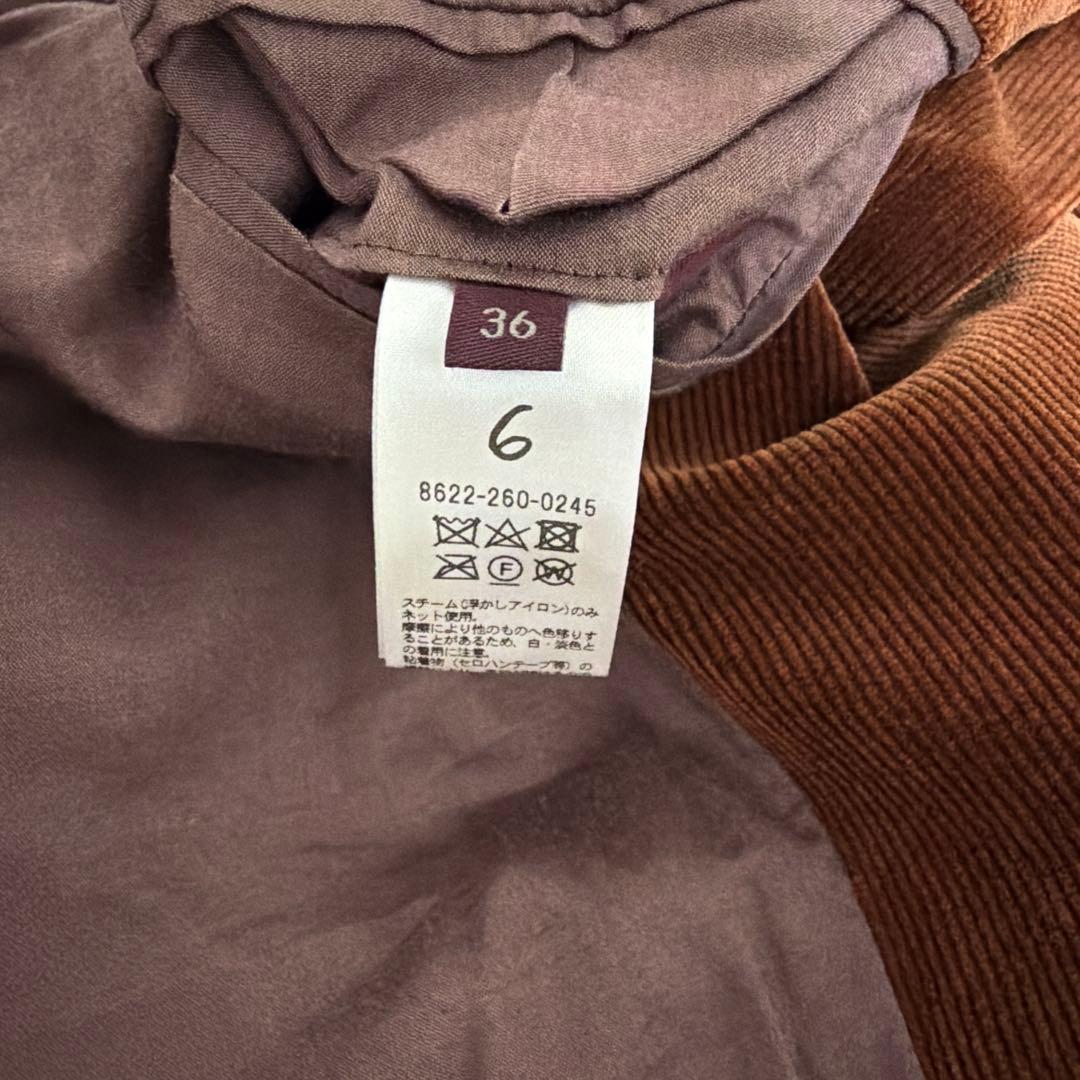 36
6
8622-260-0245
F
W
スチーム(浮かしアイロン)のみ
ネット使用。
摩擦により他のものへ色移りす
ることがあるため、白・淡色と
の着用に注意。
粘着物(セロハンテープ等)の